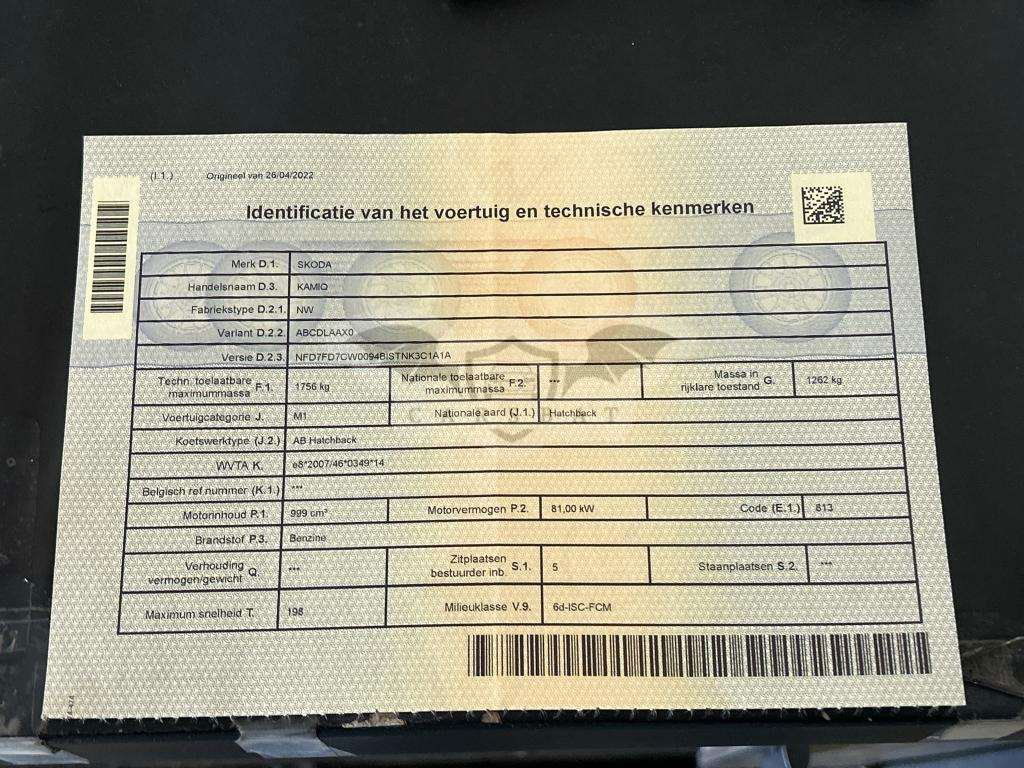 (I.1.) Origineel van 26/04/2022
Identificatie van het voertuig en technische kenmerken
Merk D.1. SKODA
Handelsnaam D.3. KAMIQ
Fabriekstype D.2.1. NW
Variant D.2.2. ABCDLAAX0
Versie D.2.3. NFD7FD7CW0094BISTNK3C1A1A
Techn. toelaatbare maximummassa F.1. 1756 kg Nationale toelaatbare maximummassa F.2. *** Massa in rijklare toestand G. 1262 kg
Voertuigcategorie J. M1 Nationale aard (J.1.) Hatchback
CAR
Koetswerktype (J.2.) AB Hatchback
WVTA K. e8*2007/46*0349*14
Belgisch ref nummer (K.1.) ***
Motorinhoud P.1. 999 cm³ Motorvermogen P.2. 81,00 kW Code (E.1.) 813
Brandstof P.3. Benzine
Verhouding vermogen/gewicht Q. *** Zitplaatsen bestuurder inb. S.1. 5 Staanplaatsen S.2. ***
Maximum snelheid T. 198 Milieuklasse V.9. 6d-ISC-FCM